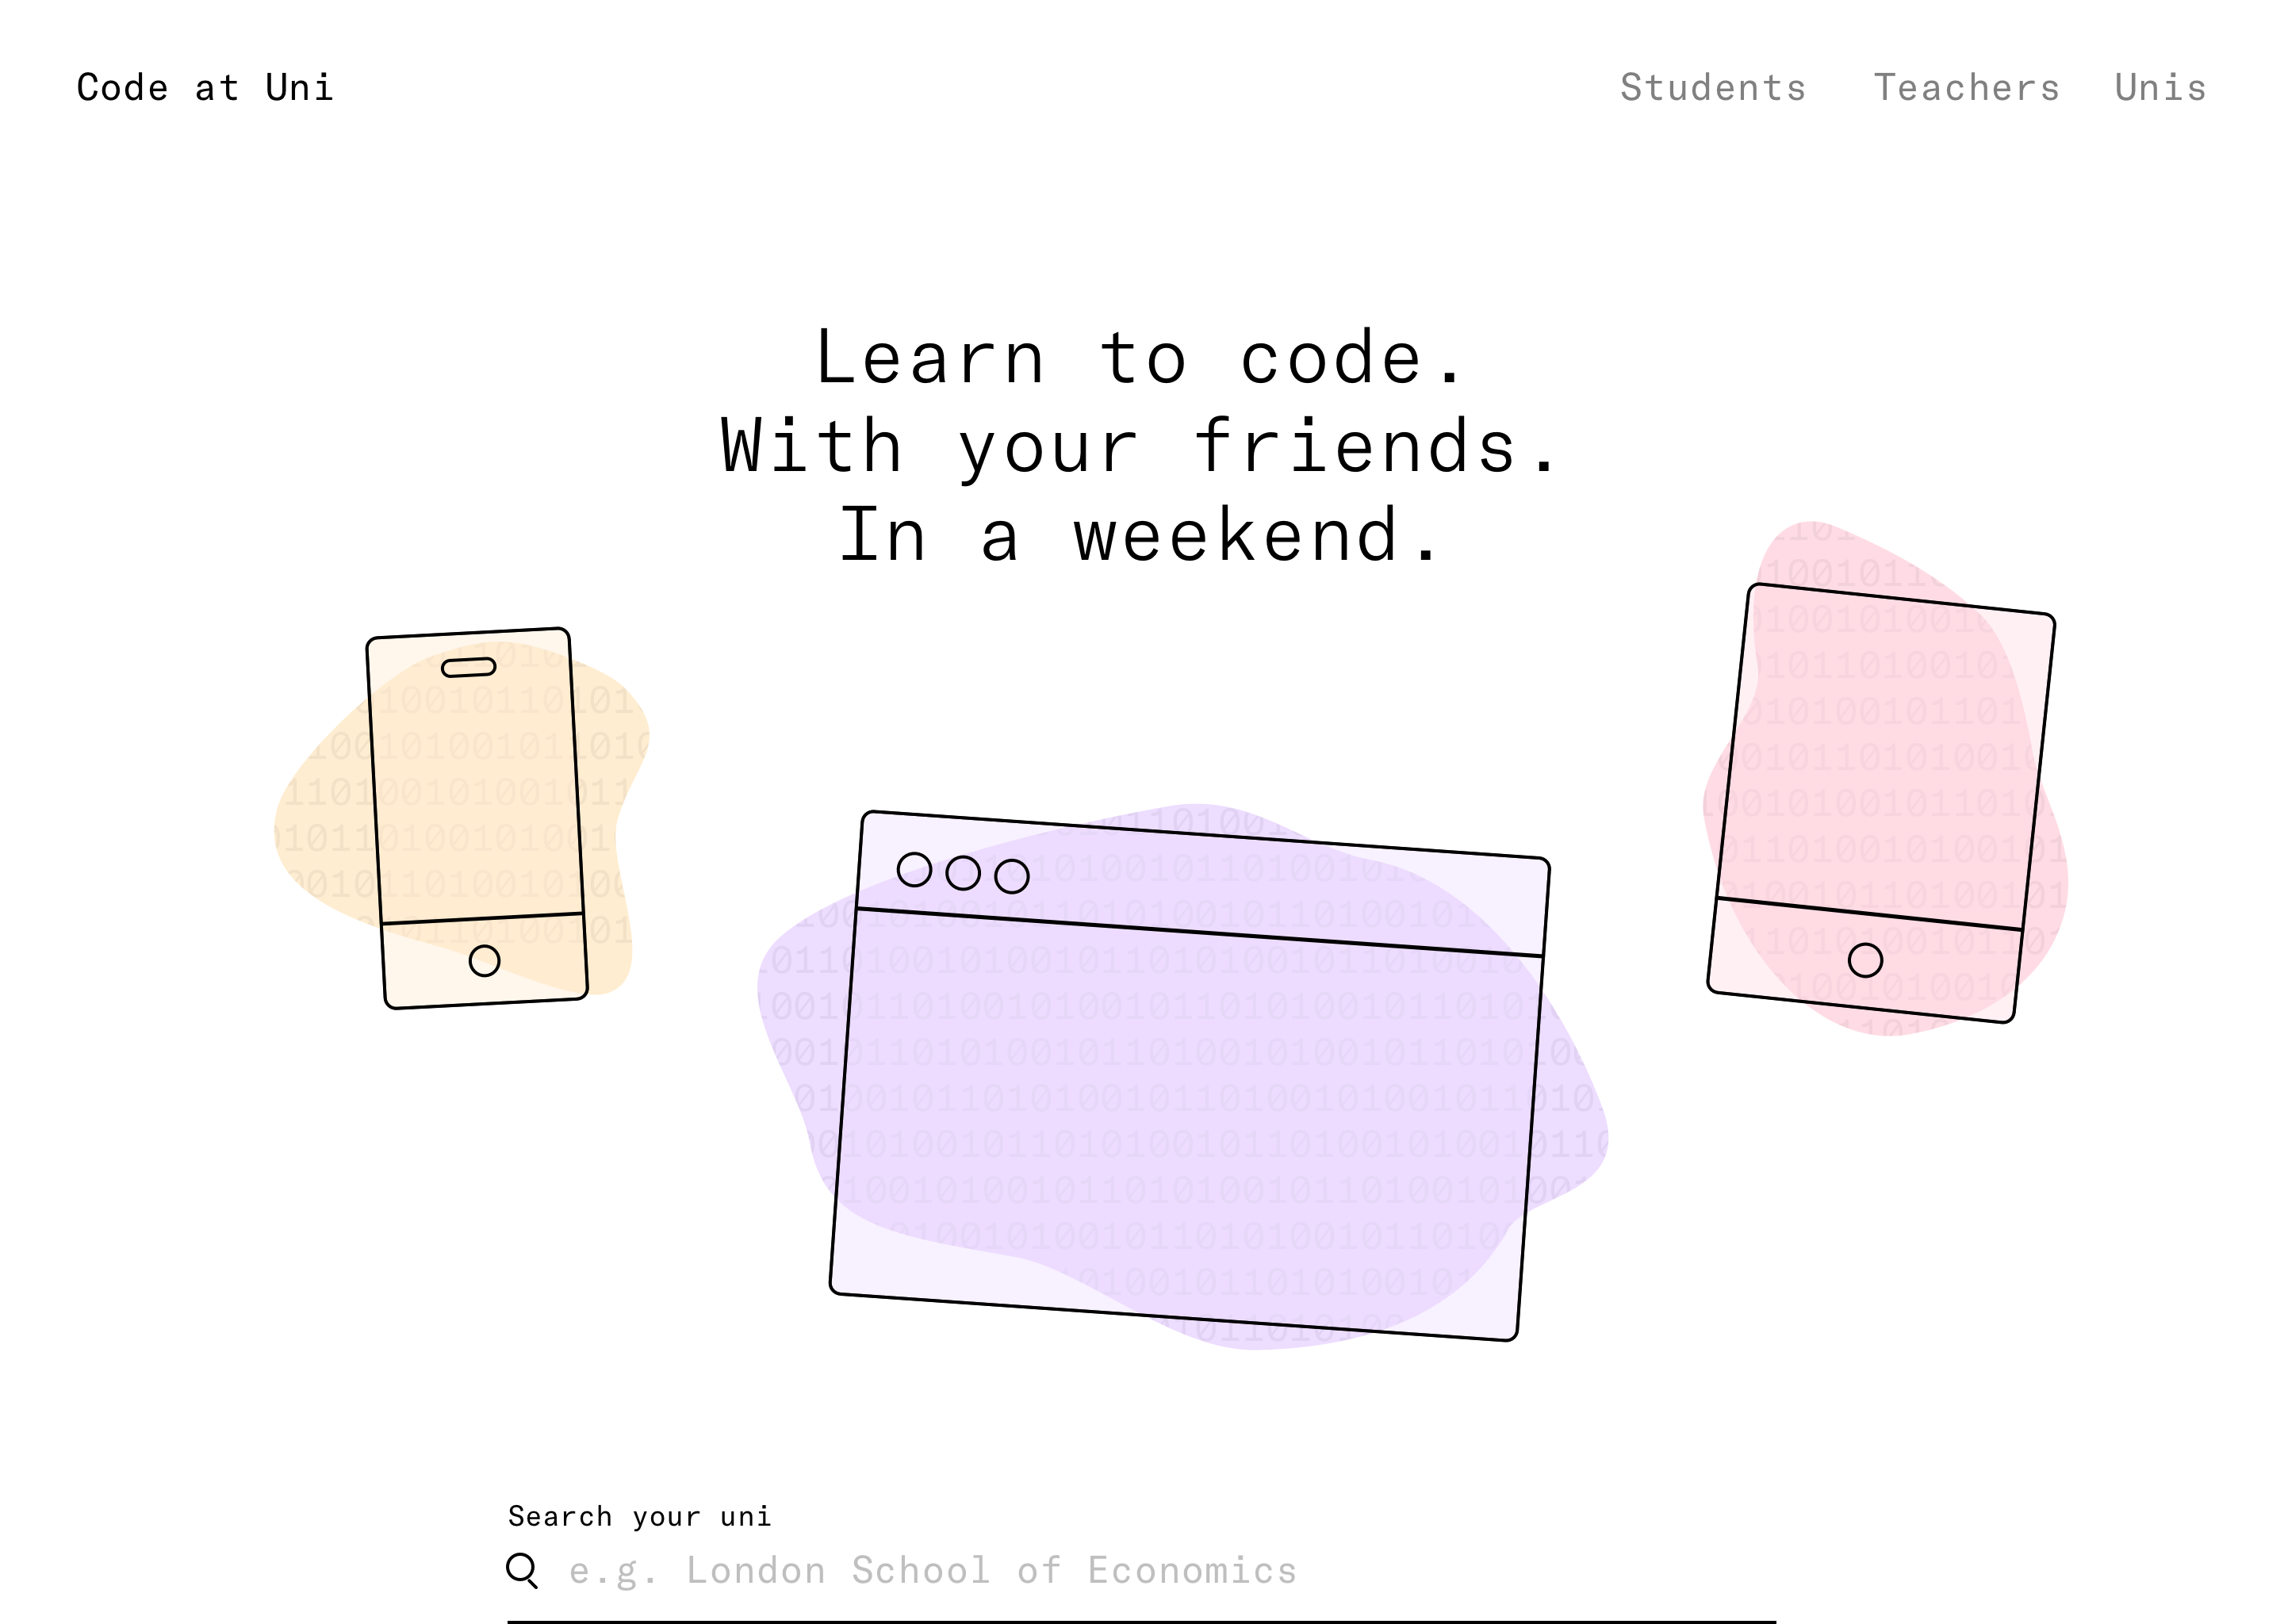 Code at Uni
Students Teachers Unis
Learn to code.
With your friends.
In a weekend.
Search your uni
e.g. London School of Economics